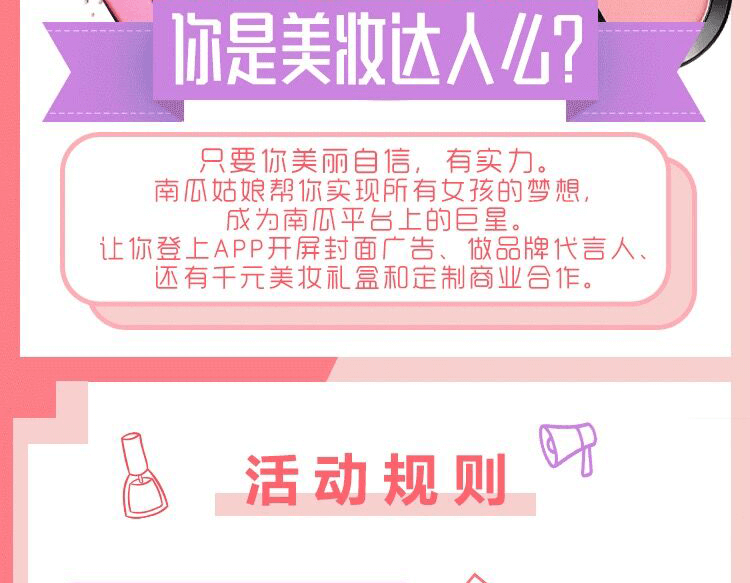 你是美妆达人么?
只要你美丽自信，有实力。
南瓜姑娘帮你实现所有女孩的梦想,
成为南瓜平台上的巨星。
让你登上APP开屏封面广告、做品牌代言人、
还有千元美妆礼盒和定制商业合作。
活动规则